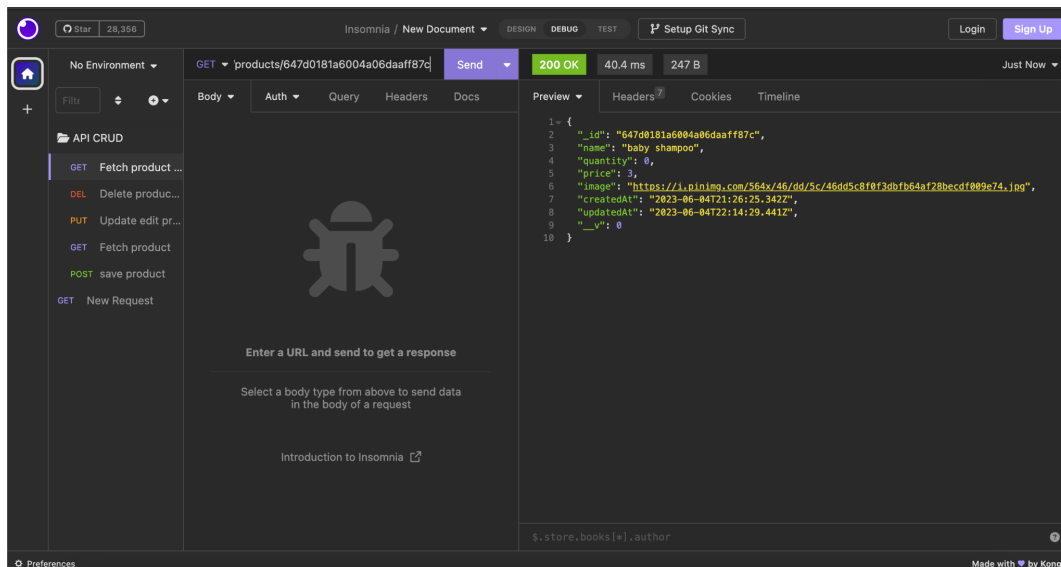 Star 28,356
Insomnia / New Document
DESIGN DEBUG TEST
Setup Git Sync
Login
Sign Up
No Environment
Filte
API CRUD
GET Fetch product ...
DEL Delete produc...
PUT Update edit pr...
GET Fetch product
POST save product
GET New Request
GET 'products/647d0181a6004a06daaff87c
Send
Body Auth Query Headers Docs
Enter a URL and send to get a response
Select a body type from above to send data
in the body of a request
Introduction to Insomnia
200 OK 40.4 ms 247 B
Just Now
Preview Headers 7 Cookies Timeline
1 {
2 "_id": "647d0181a6004a06daaff87c",
3 "name": "baby shampoo",
4 "quantity": 0,
5 "price": 3,
6 "image": "https://i.pinimg.com/564x/46/dd/5c/46dd5c8f0f3dbfb64af28becdf009e74.jpg",
7 "createdAt": "2023-06-04T21:26:25.342Z",
8 "updatedAt": "2023-06-04T22:14:29.441Z",
9 "__v": 0
10 }
$.store.books[*].author
Preferences
Made with ♥ by Kong